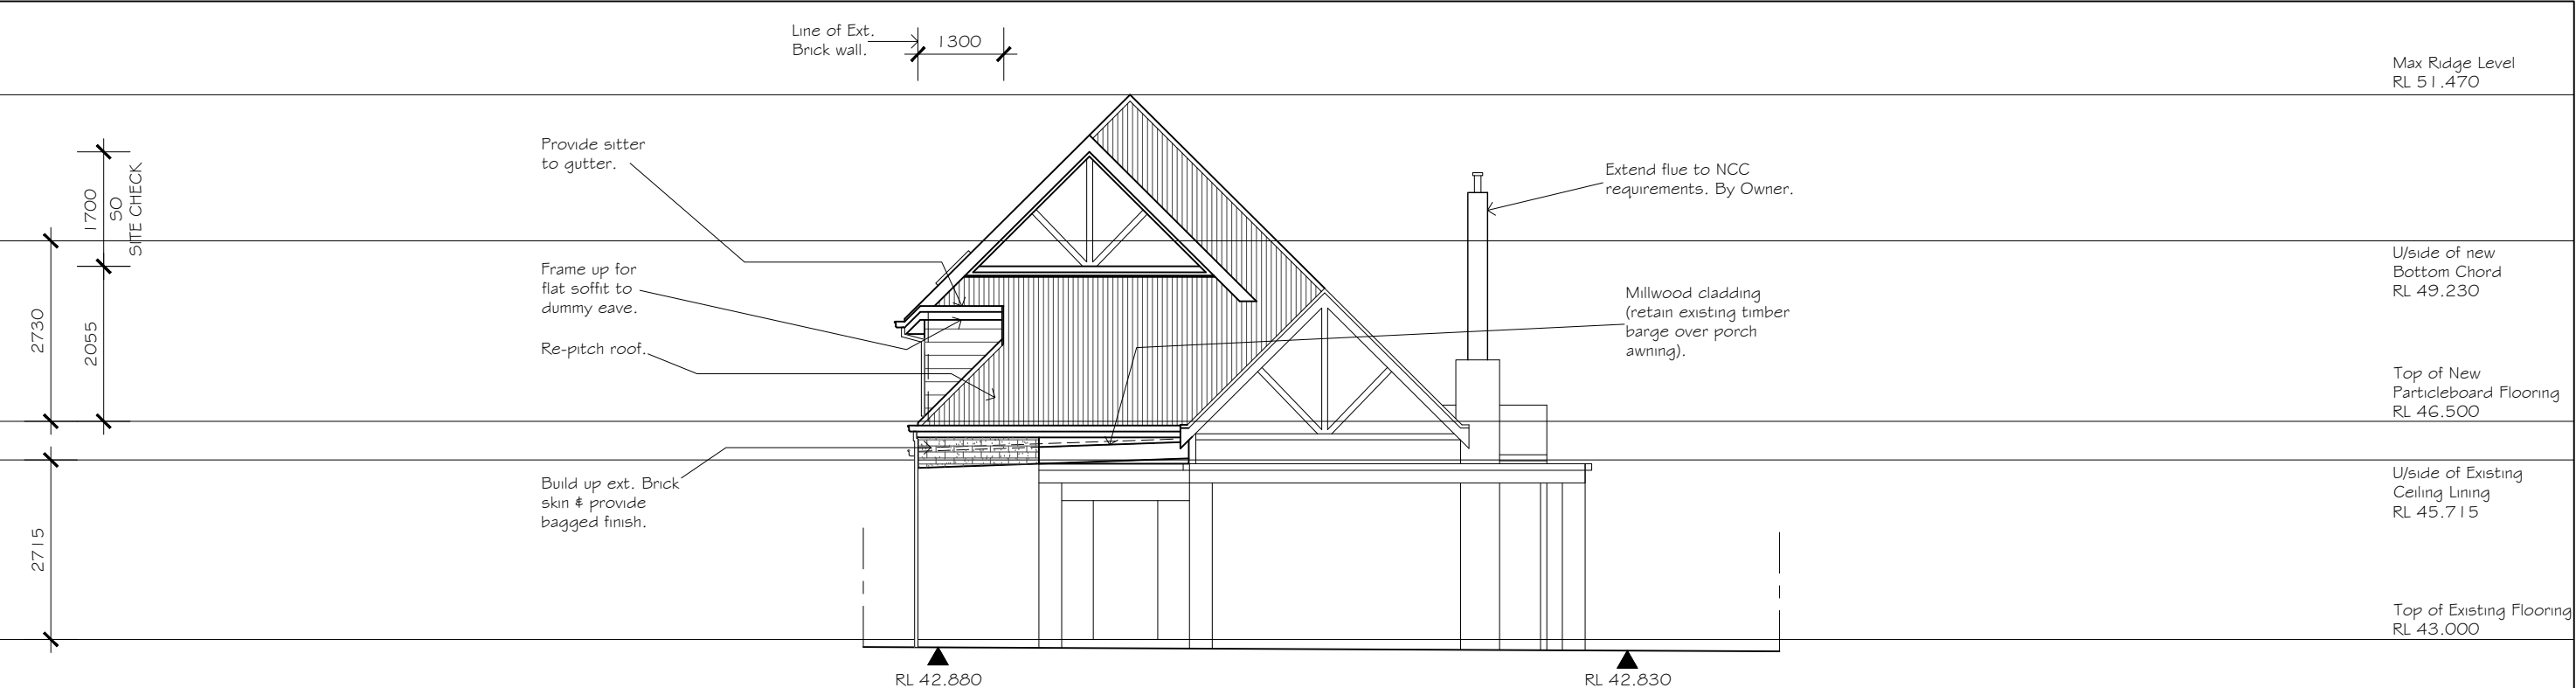 Line of Ext.
Brick wall.
1300
Max Ridge Level
RL 51.470
Provide sitter
to gutter.
Extend flue to NCC
requirements. By Owner.
1700
SO
SITE CHECK
U/side of new
Bottom Chord
RL 49.230
Frame up for
flat soffit to
dummy eave.
Millwood cladding
(retain existing timber
barge over porch
awning).
2730
2055
Re-pitch roof.
Top of New
Particleboard Flooring
RL 46.500
U/side of Existing
Ceiling Lining
RL 45.715
Build up ext. Brick
skin & provide
bagged finish.
2715
Top of Existing Flooring
RL 43.000
RL 42.880
RL 42.830